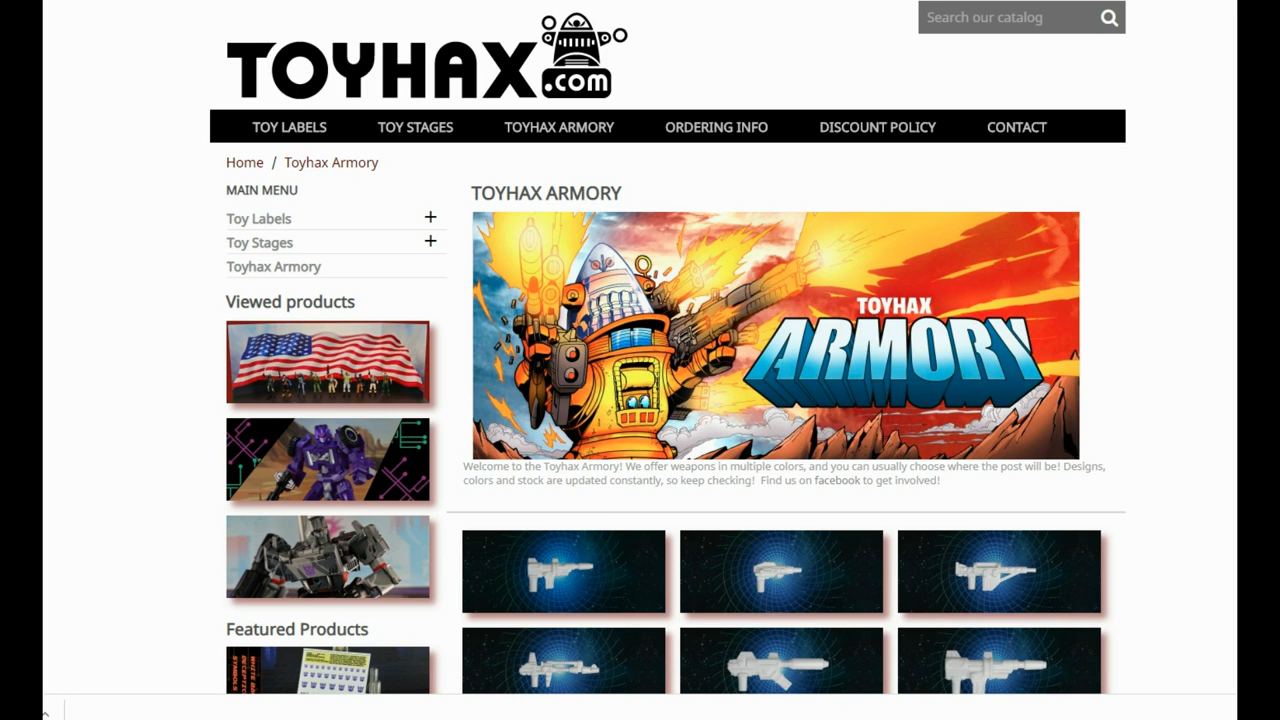 Search our catalog
TOYHAX
.com
TOY LABELS TOY STAGES TOYHAX ARMORY ORDERING INFO DISCOUNT POLICY CONTACT
Home / Toyhax Armory
MAIN MENU
Toy Labels +
Toy Stages +
Toyhax Armory
Viewed products
Featured Products
TOYHAX ARMORY
TOYHAX
ARMORY
Welcome to the Toyhax Armory! We offer weapons in multiple colors, and you can usually choose where the post will be! Designs,
colors and stock are updated constantly, so keep checking! Find us on facebook to get involved!